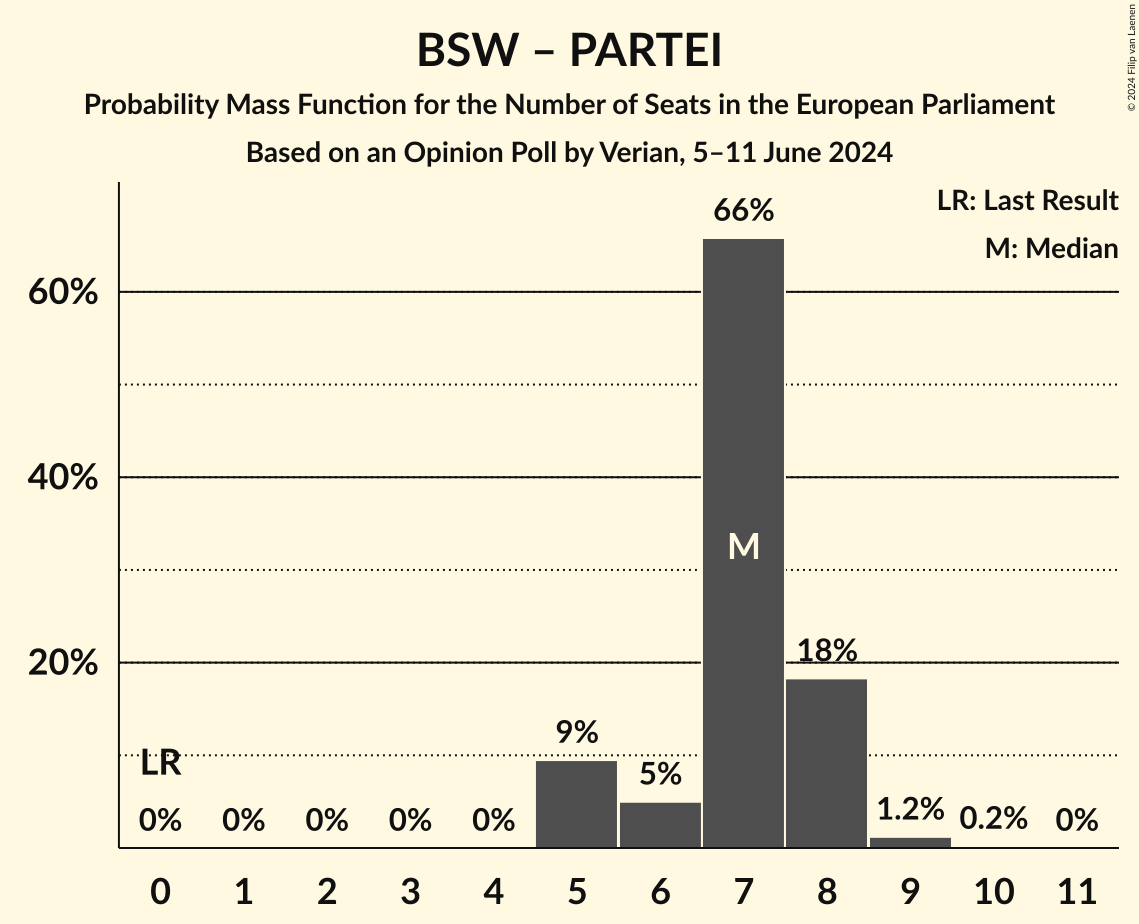 BSW – PARTEI
Probability Mass Function for the Number of Seats in the European Parliament
Based on an Opinion Poll by Verian, 5–11 June 2024
© 2024 Filip van Laenen
LR: Last Result
M: Median
66%
60%
40%
M
20%
18%
9%
LR
5%
0%
0%
0%
0%
0%
1.2%
0.2%
0%
0 1 2 3 4 5 6 7 8 9 10 11